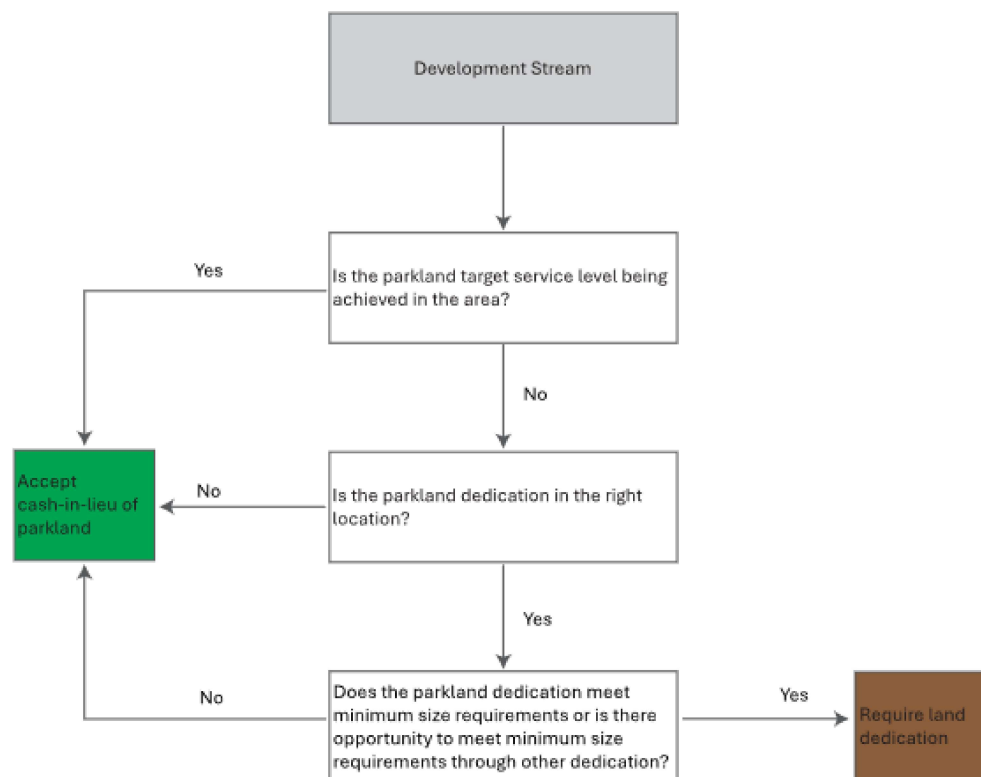 Development Stream
Yes
Is the parkland target service level being
achieved in the area?
No
Accept
cash-in-lieu of
parkland
No
Is the parkland dedication in the right
location?
Yes
No
Does the parkland dedication meet
minimum size requirements or is there
opportunity to meet minimum size
requirements through other dedication?
Yes
Require land
dedication